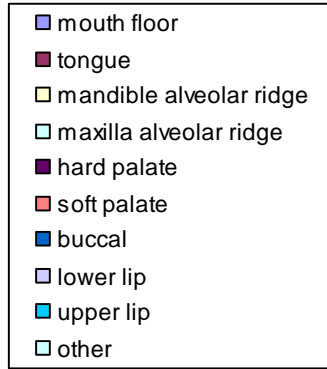 mouth floor
tongue
mandible alveolar ridge
maxilla alveolar ridge
hard palate
soft palate
buccal
lower lip
upper lip
other